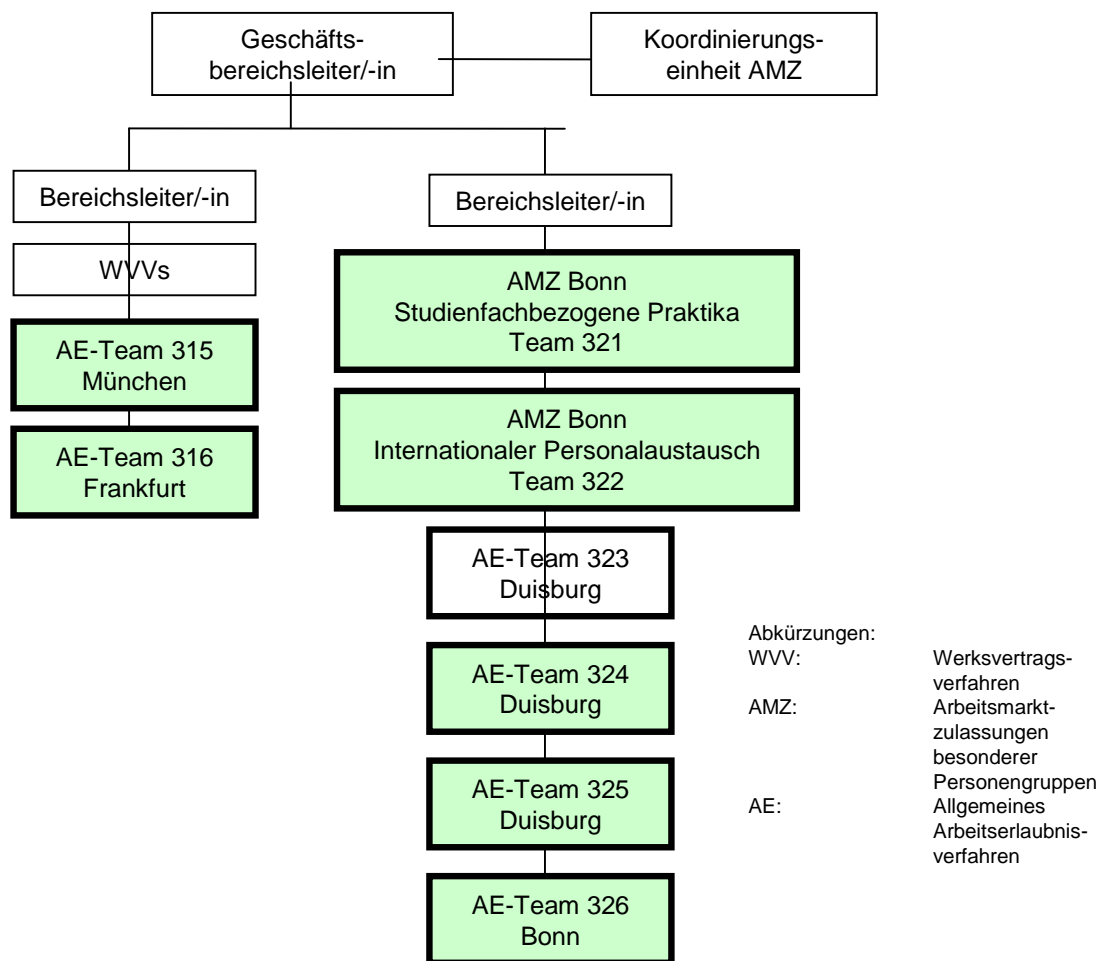 Geschäfts-
bereichsleiter/-in
Koordinierungs-
einheit AMZ
Bereichsleiter/-in
WVVs
AE-Team 315
München
AE-Team 316
Frankfurt
Bereichsleiter/-in
AMZ Bonn
Studienfachbezogene Praktika
Team 321
AMZ Bonn
Internationaler Personalaustausch
Team 322
AE-Team 323
Duisburg
AE-Team 324
Duisburg
AE-Team 325
Duisburg
AE-Team 326
Bonn
Abkürzungen:
WVV: Werksvertrags-
verfahren
AMZ: Arbeitsmarkt-
zulassungen
besonderer
Personengruppen
AE: Allgemeines
Arbeitserlaubnis-
verfahren